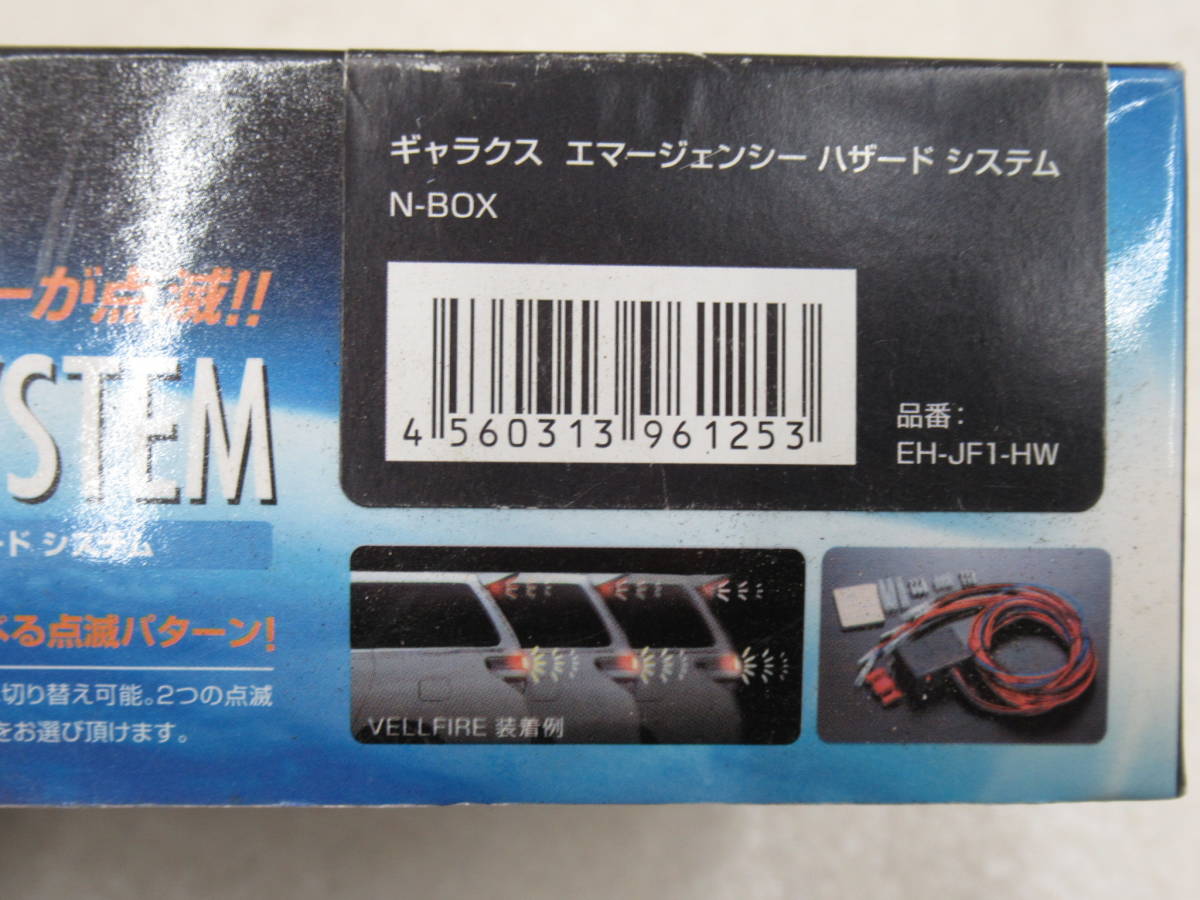 ギャラクス エマージェンシー ハザード システム
N-BOX
4 560313 961253
品番:
EH-JF1-HW
ーが点滅!!
YSTEM
ード システム
べる点滅パターン!
切り替え可能。2つの点滅
をお選び頂けます。
VELLFIRE 装着例